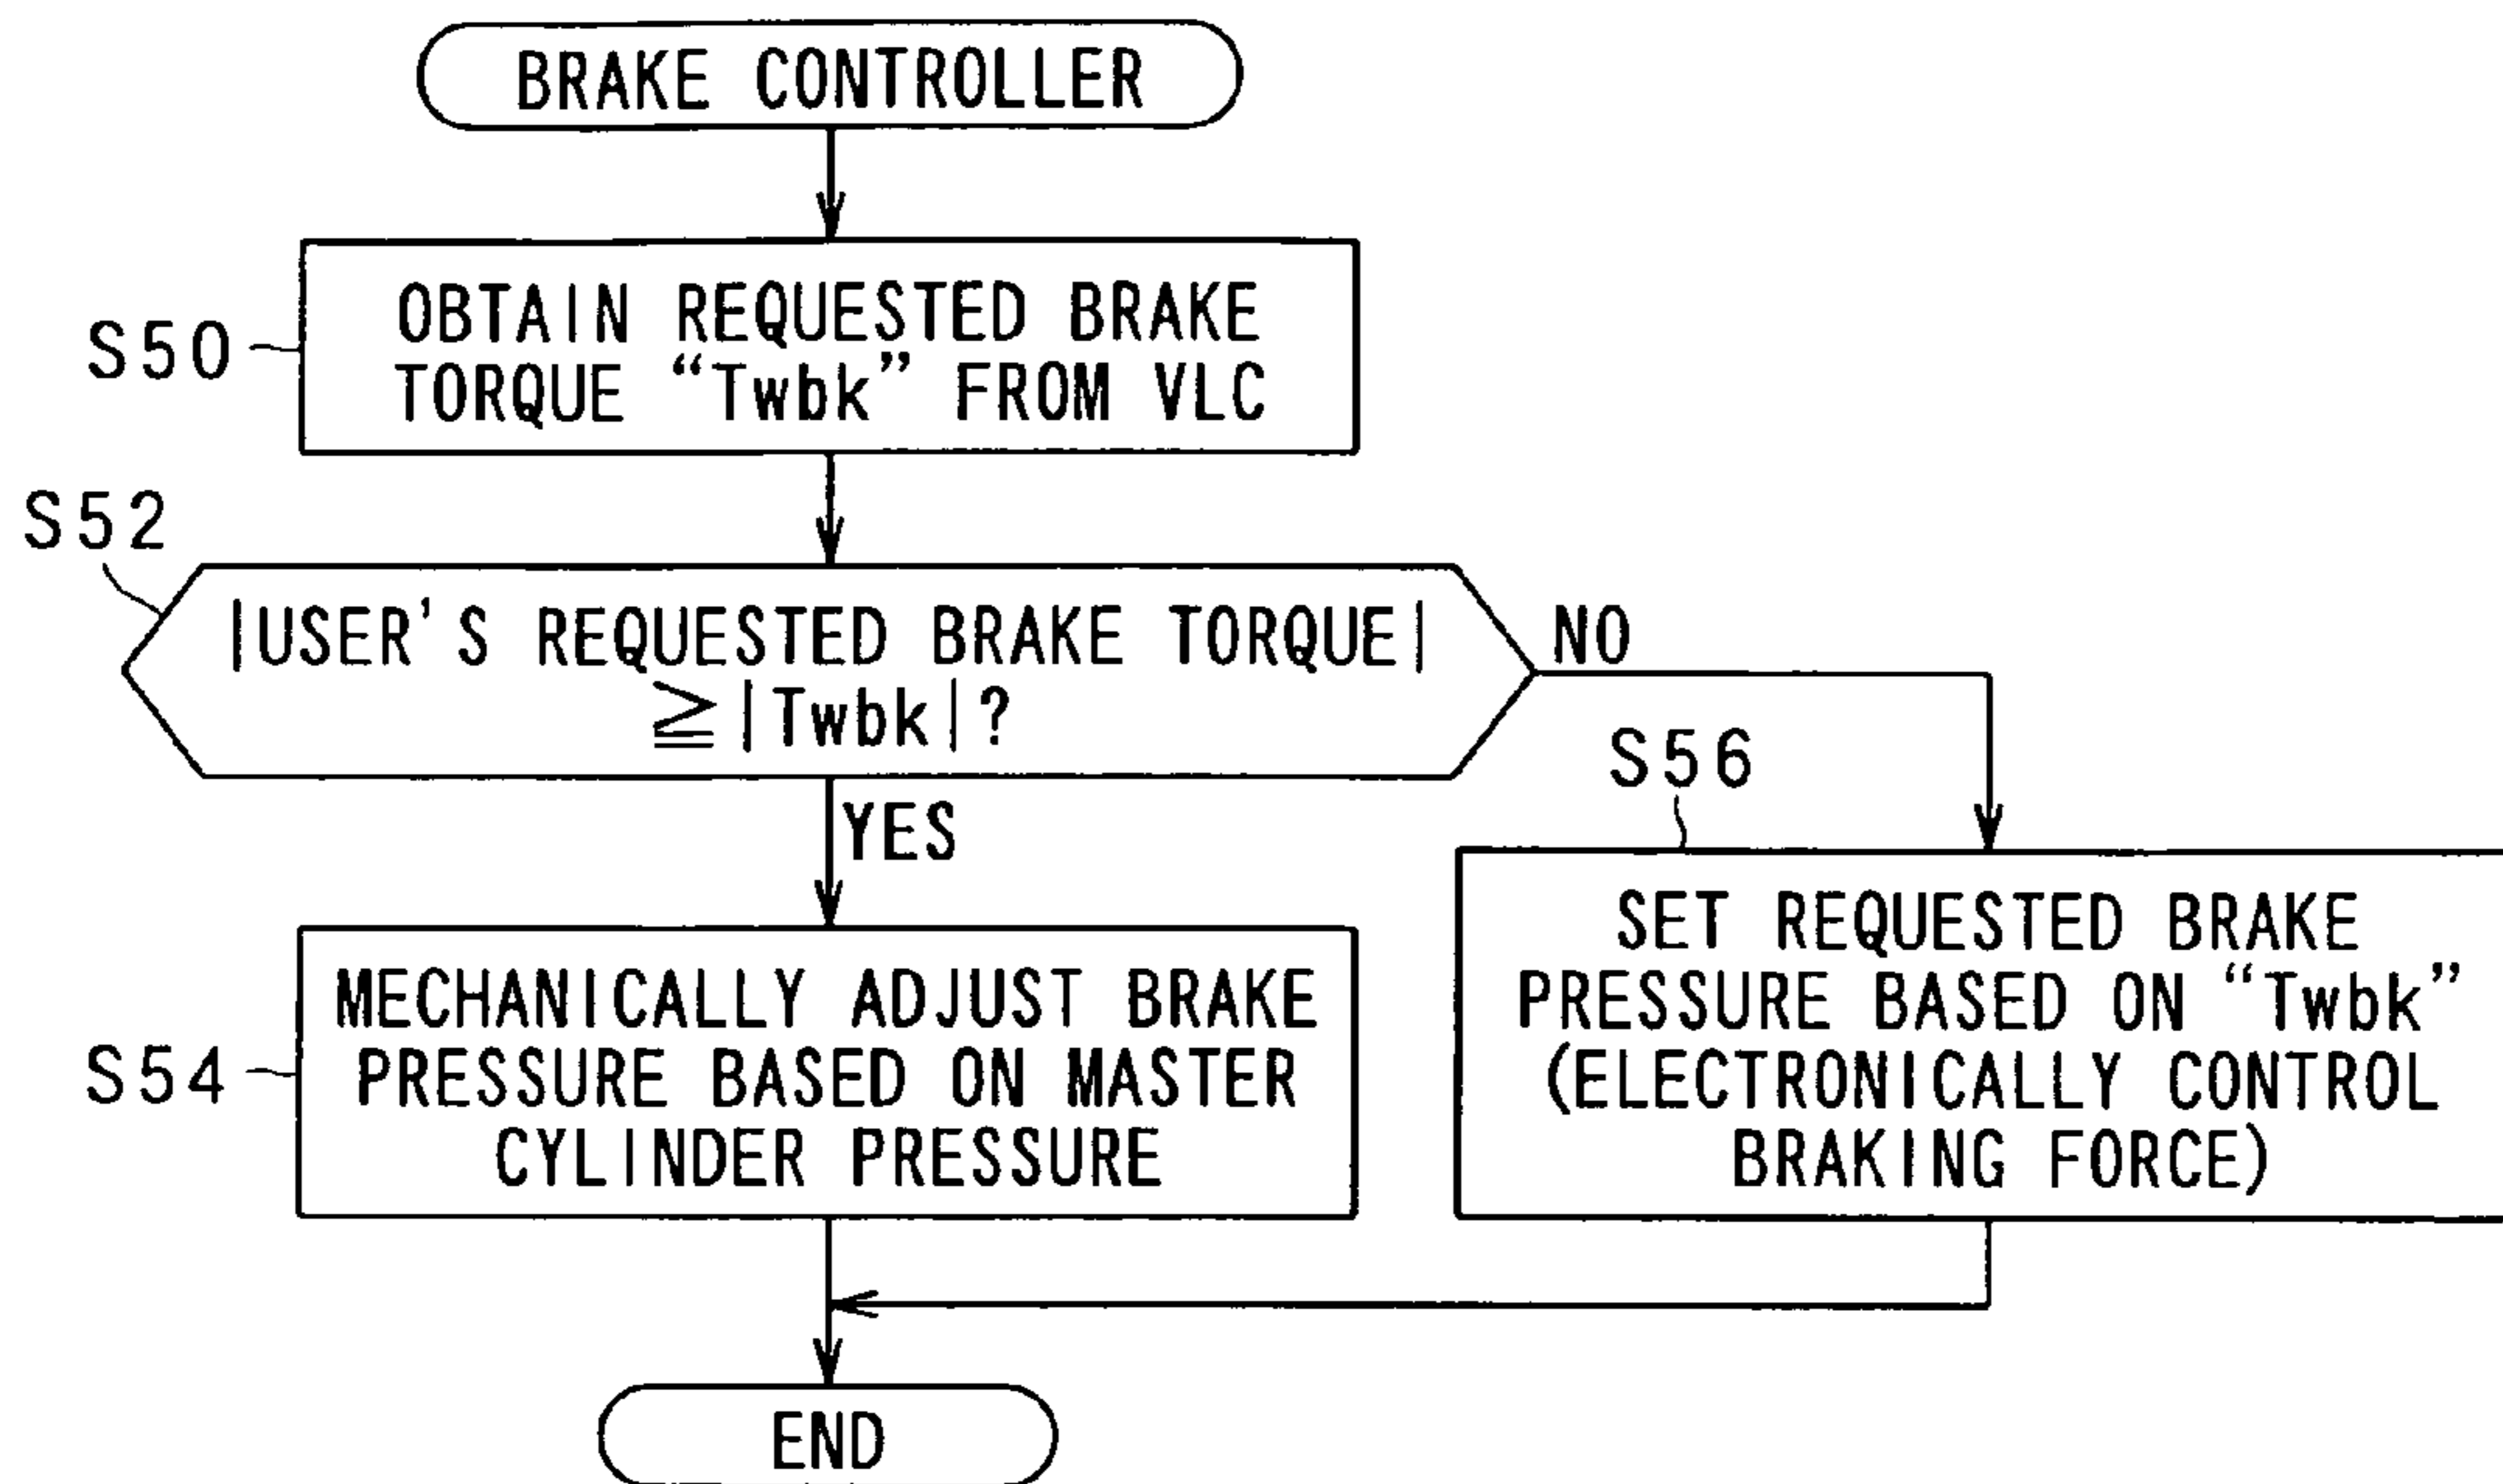 BRAKE CONTROLLER
S50
OBTAIN REQUESTED BRAKE
TORQUE “Twbk” FROM VLC
S52
|USER'S REQUESTED BRAKE TORQUE|
≧|Twbk|?
NO
YES
S54
MECHANICALLY ADJUST BRAKE
PRESSURE BASED ON MASTER
CYLINDER PRESSURE
S56
SET REQUESTED BRAKE
PRESSURE BASED ON “Twbk”
(ELECTRONICALLY CONTROL
BRAKING FORCE)
END